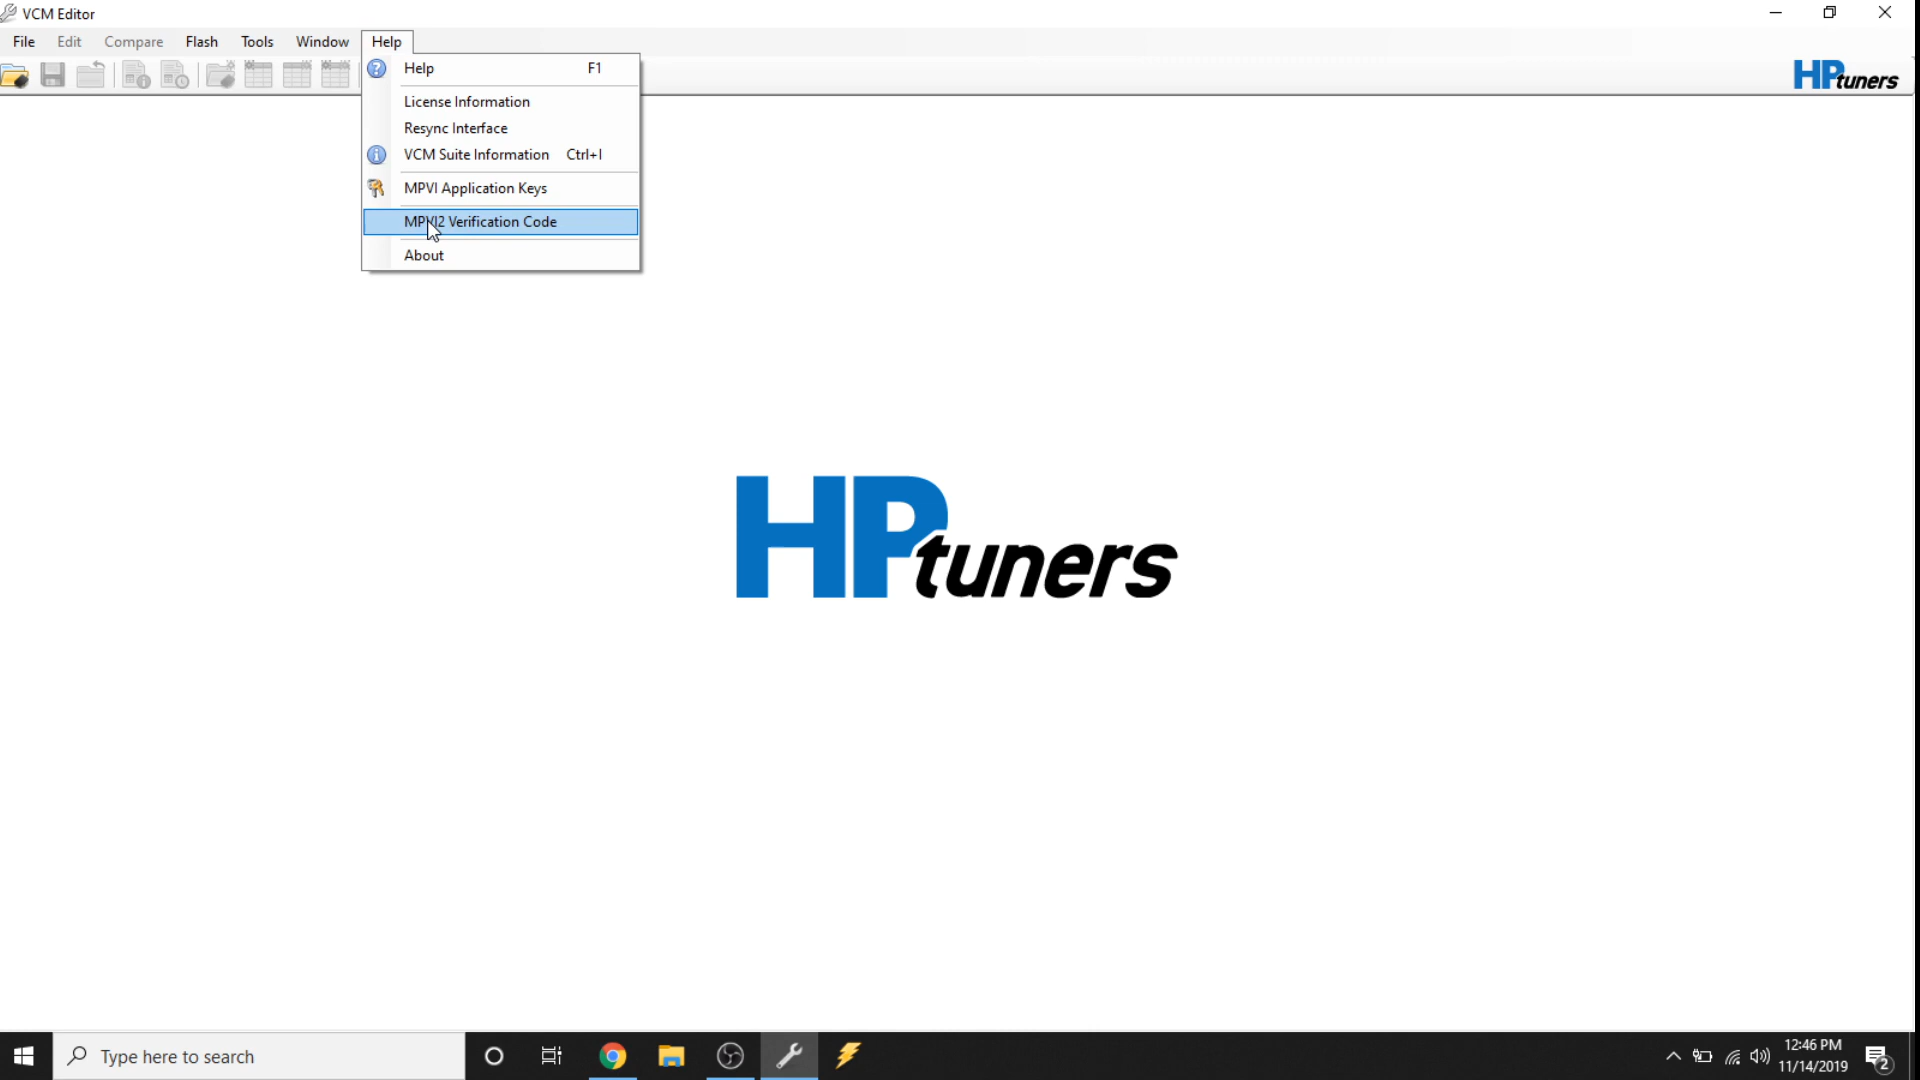 VCM Editor
File Edit Compare Flash Tools Window Help
HPtuners
Help F1
License Information
Resync Interface
VCM Suite Information Ctrl+I
MPVI Application Keys
MPVI2 Verification Code
About
HPtuners
Type here to search
12:46 PM
11/14/2019
2